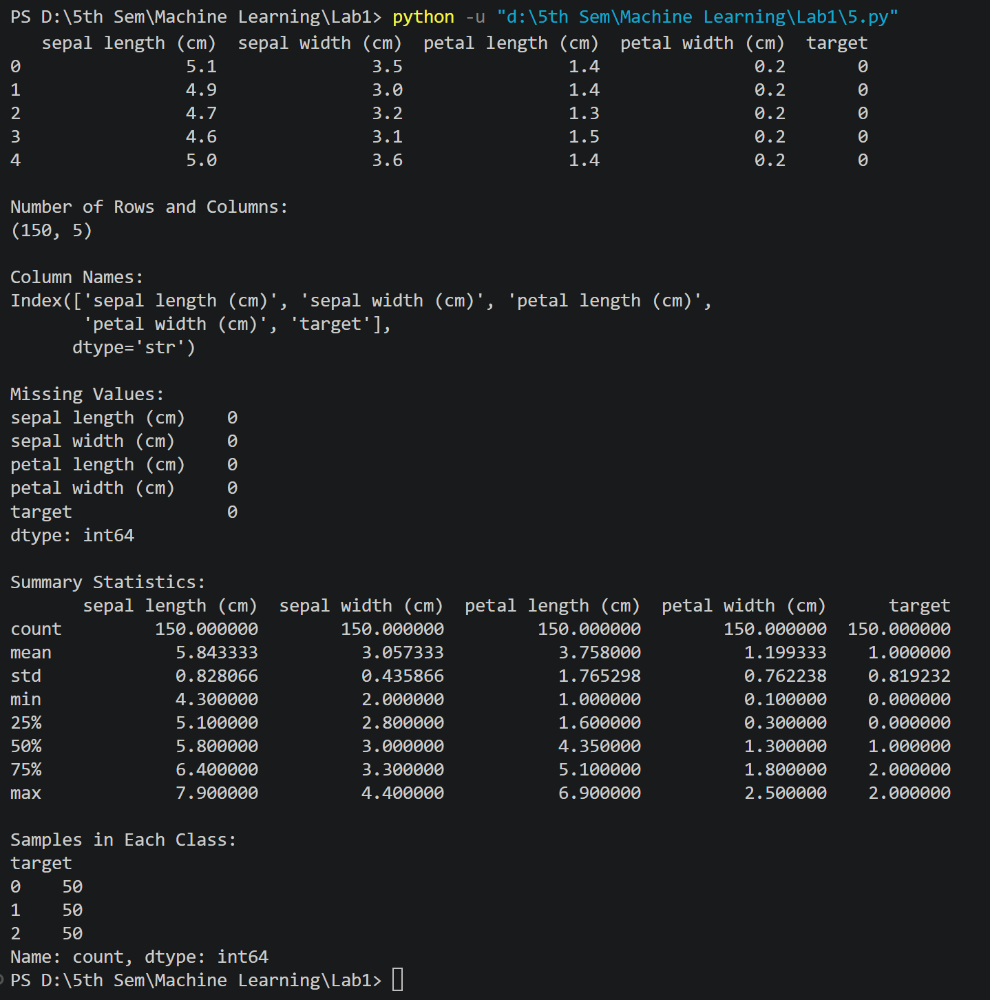 PS D:\5th Sem\Machine Learning\Lab1> python -u "d:\5th Sem\Machine Learning\Lab1\5.py"
   sepal length (cm)  sepal width (cm)  petal length (cm)  petal width (cm)  target
0                5.1               3.5                1.4               0.2       0
1                4.9               3.0                1.4               0.2       0
2                4.7               3.2                1.3               0.2       0
3                4.6               3.1                1.5               0.2       0
4                5.0               3.6                1.4               0.2       0

Number of Rows and Columns:
(150, 5)

Column Names:
Index(['sepal length (cm)', 'sepal width (cm)', 'petal length (cm)',
       'petal width (cm)', 'target'],
      dtype='str')

Missing Values:
sepal length (cm)    0
sepal width (cm)     0
petal length (cm)    0
petal width (cm)     0
target               0
dtype: int64

Summary Statistics:
       sepal length (cm)  sepal width (cm)  petal length (cm)  petal width (cm)      target
count         150.000000        150.000000         150.000000        150.000000  150.000000
mean            5.843333          3.057333           3.758000          1.199333    1.000000
std             0.828066          0.435866           1.765298          0.762238    0.819232
min             4.300000          2.000000           1.000000          0.100000    0.000000
25%             5.100000          2.800000           1.600000          0.300000    0.000000
50%             5.800000          3.000000           4.350000          1.300000    1.000000
75%             6.400000          3.300000           5.100000          1.800000    2.000000
max             7.900000          4.400000           6.900000          2.500000    2.000000

Samples in Each Class:
target
0    50
1    50
2    50
Name: count, dtype: int64
PS D:\5th Sem\Machine Learning\Lab1>